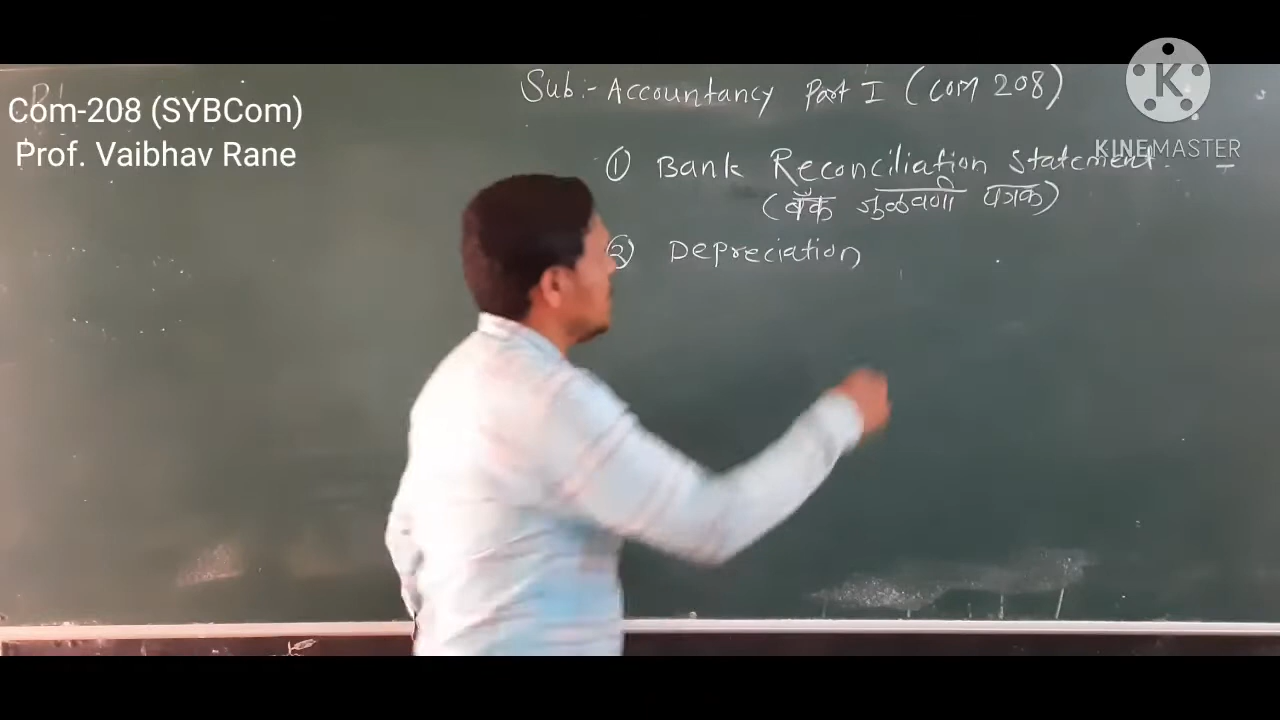 Com-208 (SYBCom)
Prof. Vaibhav Rane
Sub:- Accountancy Part I (COM 208)
K
KINEMASTER
① Bank Reconciliation Statement.
(बँक जुळवणी पत्रक)
② Depreciation